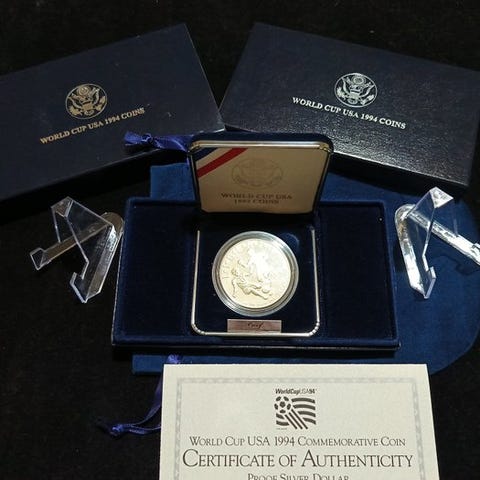 WORLD CUP USA 1994 COINS
WORLD CUP USA 1994 COINS
WORLD CUP USA
1994 COINS
Proof
WorldCupUSA94
WORLD CUP USA 1994 COMMEMORATIVE COIN
CERTIFICATE OF AUTHENTICITY
PROOF SILVER DOLLAR